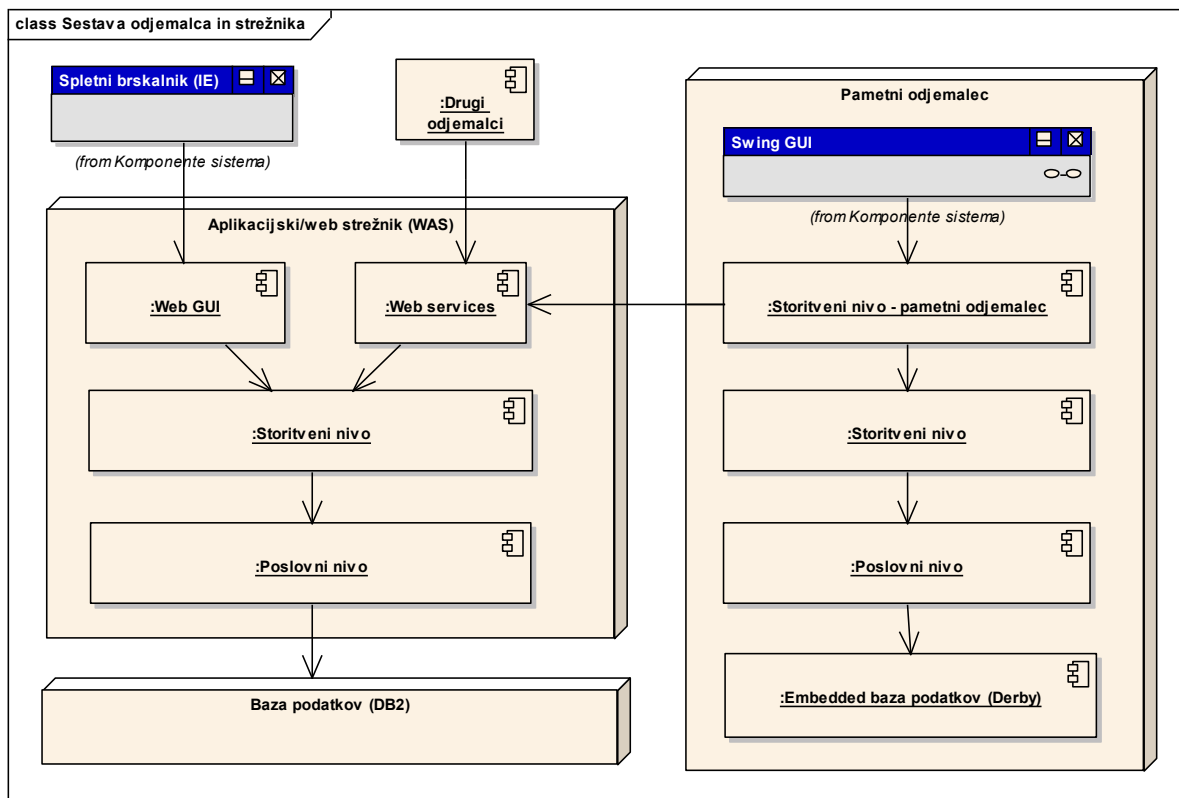 class Sestava odjemalca in strežnika
Spletni brskalnik (IE)
(from Komponente sistema)
:Drugi
odjemalci
Pametni odjemalec
Swing GUI
(from Komponente sistema)
Aplikacijski/web strežnik (WAS)
:Web GUI
:Web services
:Storitveni nivo - pametni odjemalec
:Storitveni nivo
:Storitveni nivo
:Poslovni nivo
:Poslovni nivo
Baza podatkov (DB2)
:Embedded baza podatkov (Derby)